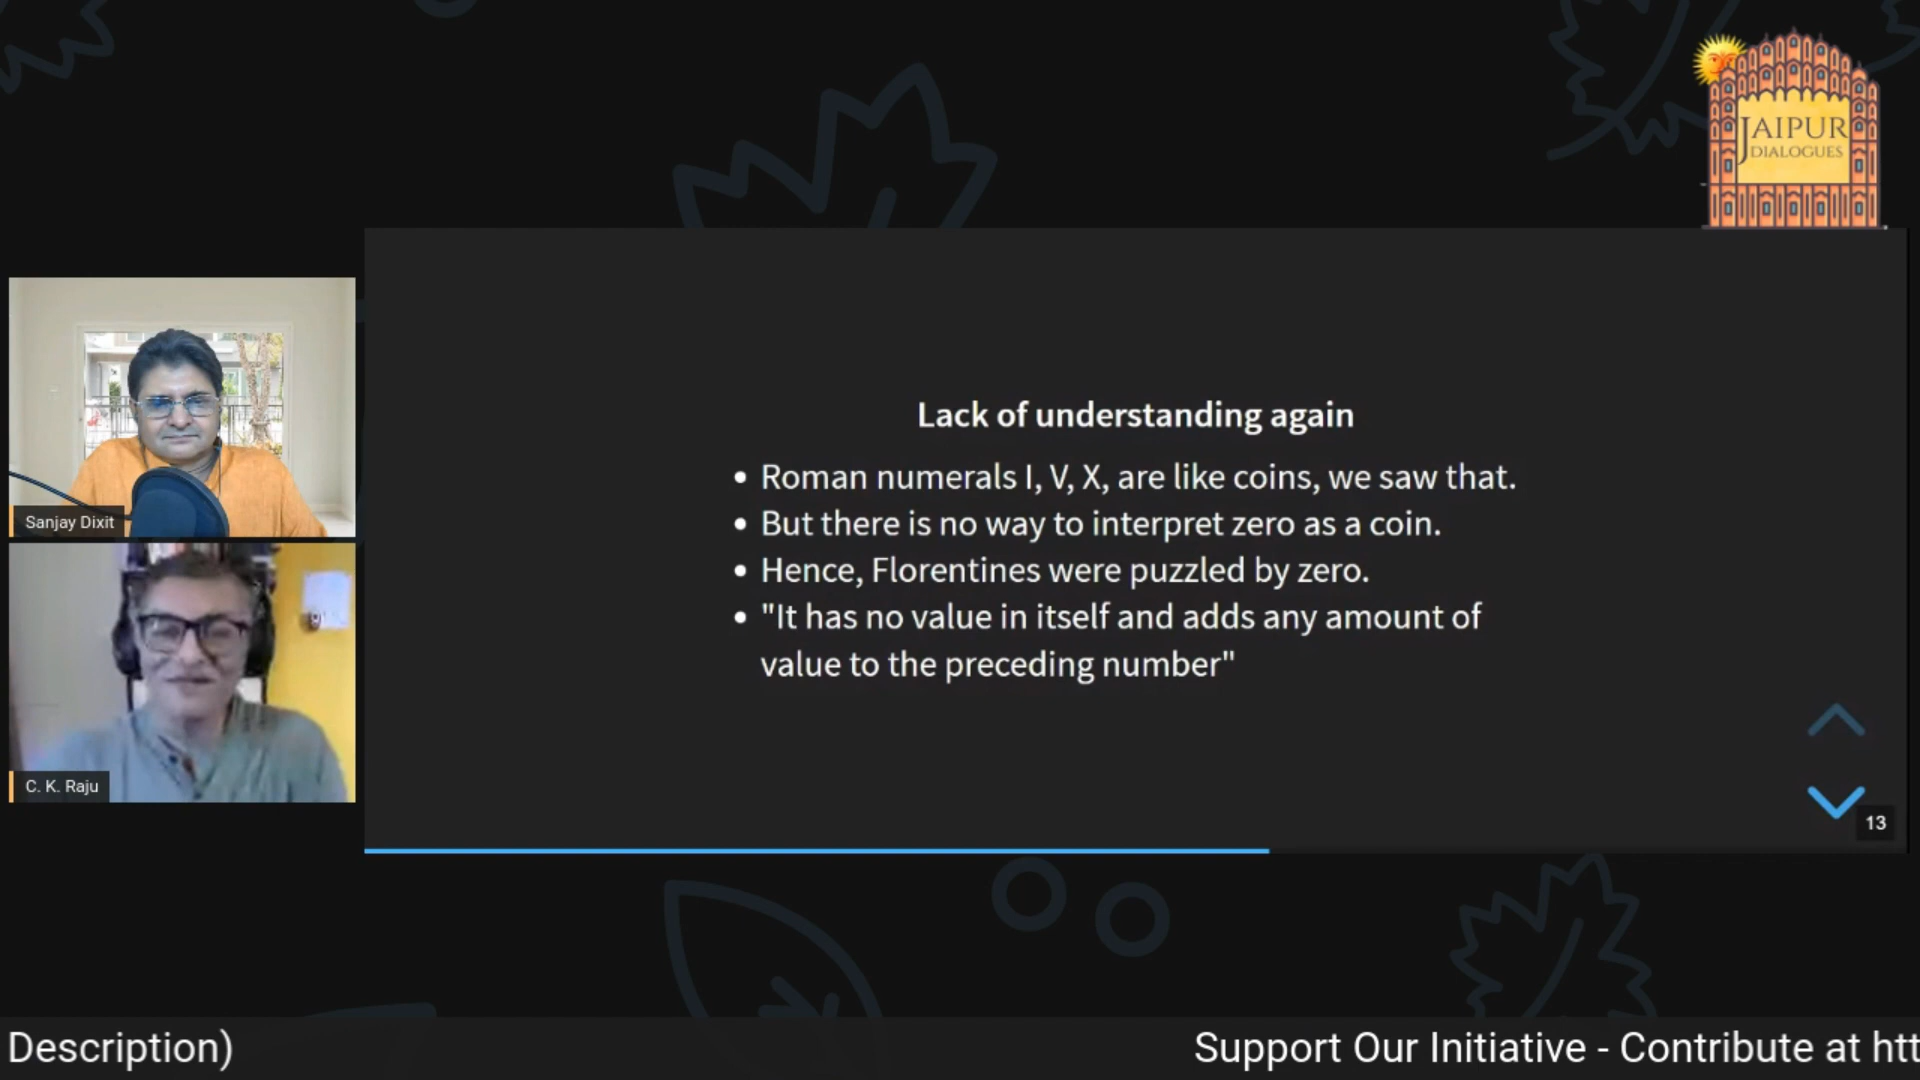 JAIPUR
DIALOGUES
Sanjay Dixit
C. K. Raju
Lack of understanding again
• Roman numerals I, V, X, are like coins, we saw that.
• But there is no way to interpret zero as a coin.
• Hence, Florentines were puzzled by zero.
• "It has no value in itself and adds any amount of
value to the preceding number"
13
Description)
Support Our Initiative - Contribute at htt